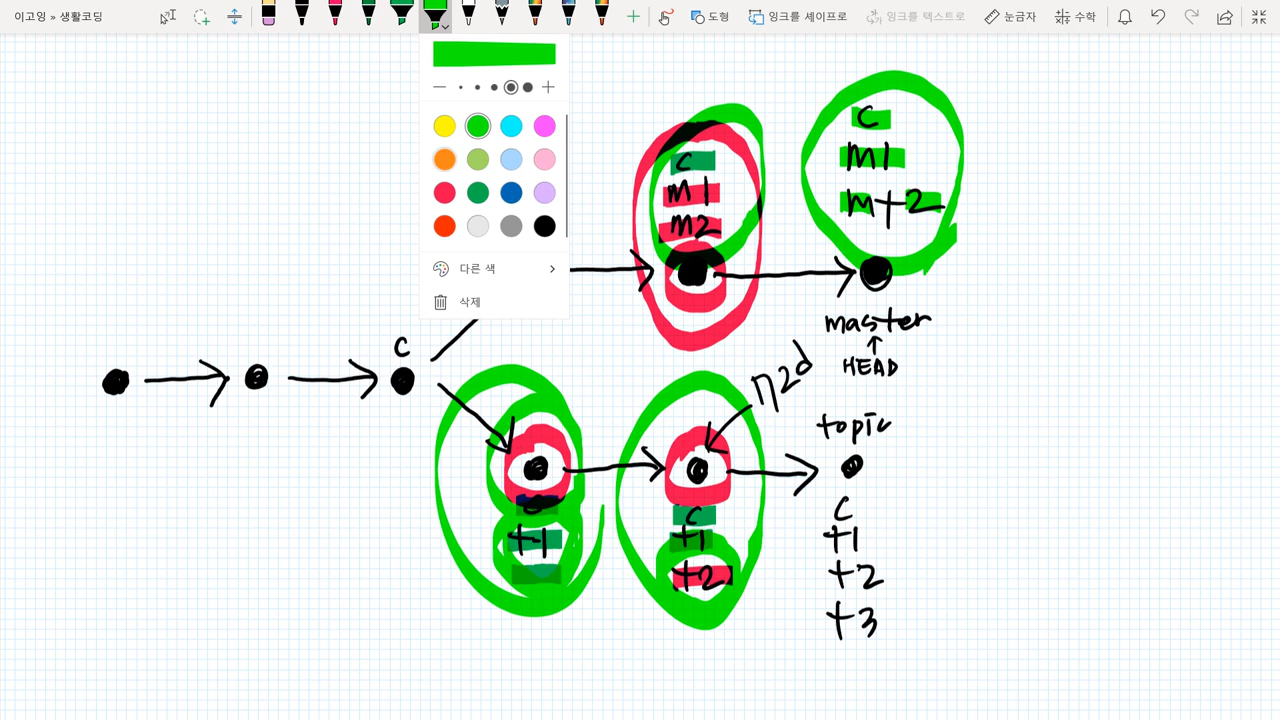 이고잉 » 생활코딩
도형
잉크를 셰이프로
잉크를 텍스트로
눈금자
수학
다른 색
삭제
c
m1
m2
c
m1
m+2
master
↑
HEAD
c
topic
t1
c
t1
t2
c
t1
t2
t3